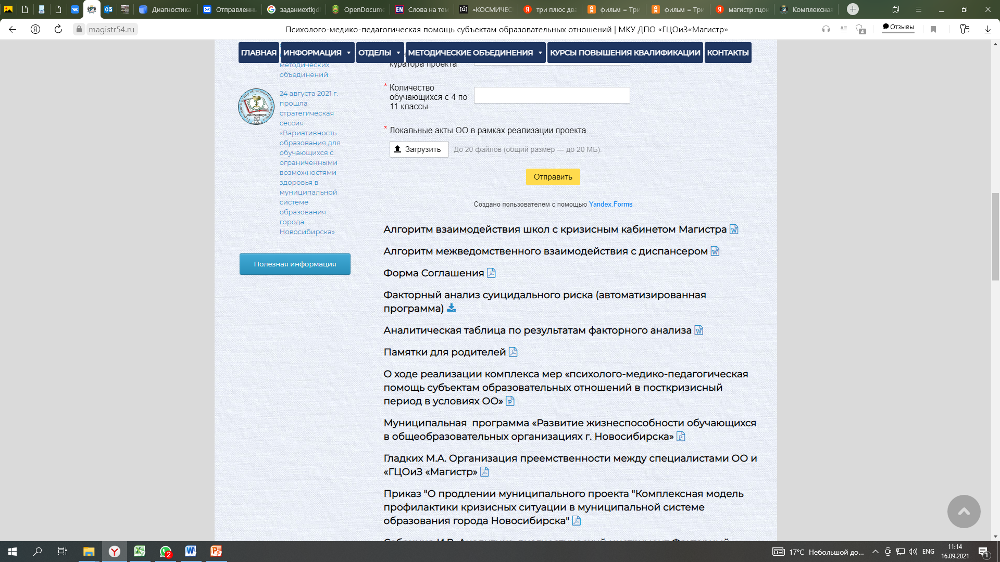 Диагностика
Отправленны
заданиехtkjd
OpenDocume
Слова на тем
«КОСМИЧЕС
три плюс два
фильм = Три
фильм = Три
магистр гцои
Комплексная
magistr54.ru
Психолого-медико-педагогическая помощь субъектам образовательных отношений | МКУ ДПО «ГЦОиЗ«Магистр»
Отзывы
4
ГЛАВНАЯ
ИНФОРМАЦИЯ
ОТДЕЛЫ
МЕТОДИЧЕСКИЕ ОБЪЕДИНЕНИЯ
КУРСЫ ПОВЫШЕНИЯ КВАЛИФИКАЦИИ
КОНТАКТЫ
методических
объединений
24 августа 2021 г.
прошла
стратегическая
сессия
«Вариативность
образования для
обучающихся с
ограниченными
возможностями
здоровья в
муниципальной
системе
образования
города
Новосибирска»
Полезная информация
куратора проекта
* Количество
обучающихся с 4 по
11 классы
* Локальные акты ОО в рамках реализации проекта
Загрузить
До 20 файлов (общий размер — до 20 МБ).
Отправить
Создано пользователем с помощью Yandex.Forms
Алгоритм взаимодействия школ с кризисным кабинетом Магистра
Алгоритм межведомственного взаимодействия с диспансером
Форма Соглашения
Факторный анализ суицидального риска (автоматизированная
программа)
Аналитическая таблица по результатам факторного анализа
Памятки для родителей
О ходе реализации комплекса мер «психолого-медико-педагогическая
помощь субъектам образовательных отношений в посткризисный
период в условиях ОО»
Муниципальная программа «Развитие жизнеспособности обучающихся
в общеобразовательных организациях г. Новосибирска»
Гладких М.А. Организация преемственности между специалистами ОО и
«ГЦОиЗ «Магистр»
Приказ "О продлении муниципального проекта "Комплексная модель
профилактики кризисных ситуации в муниципальной системе
образования города Новосибирска"
2
17°C Небольшой до...
ENG
11:14
16.09.2021
1